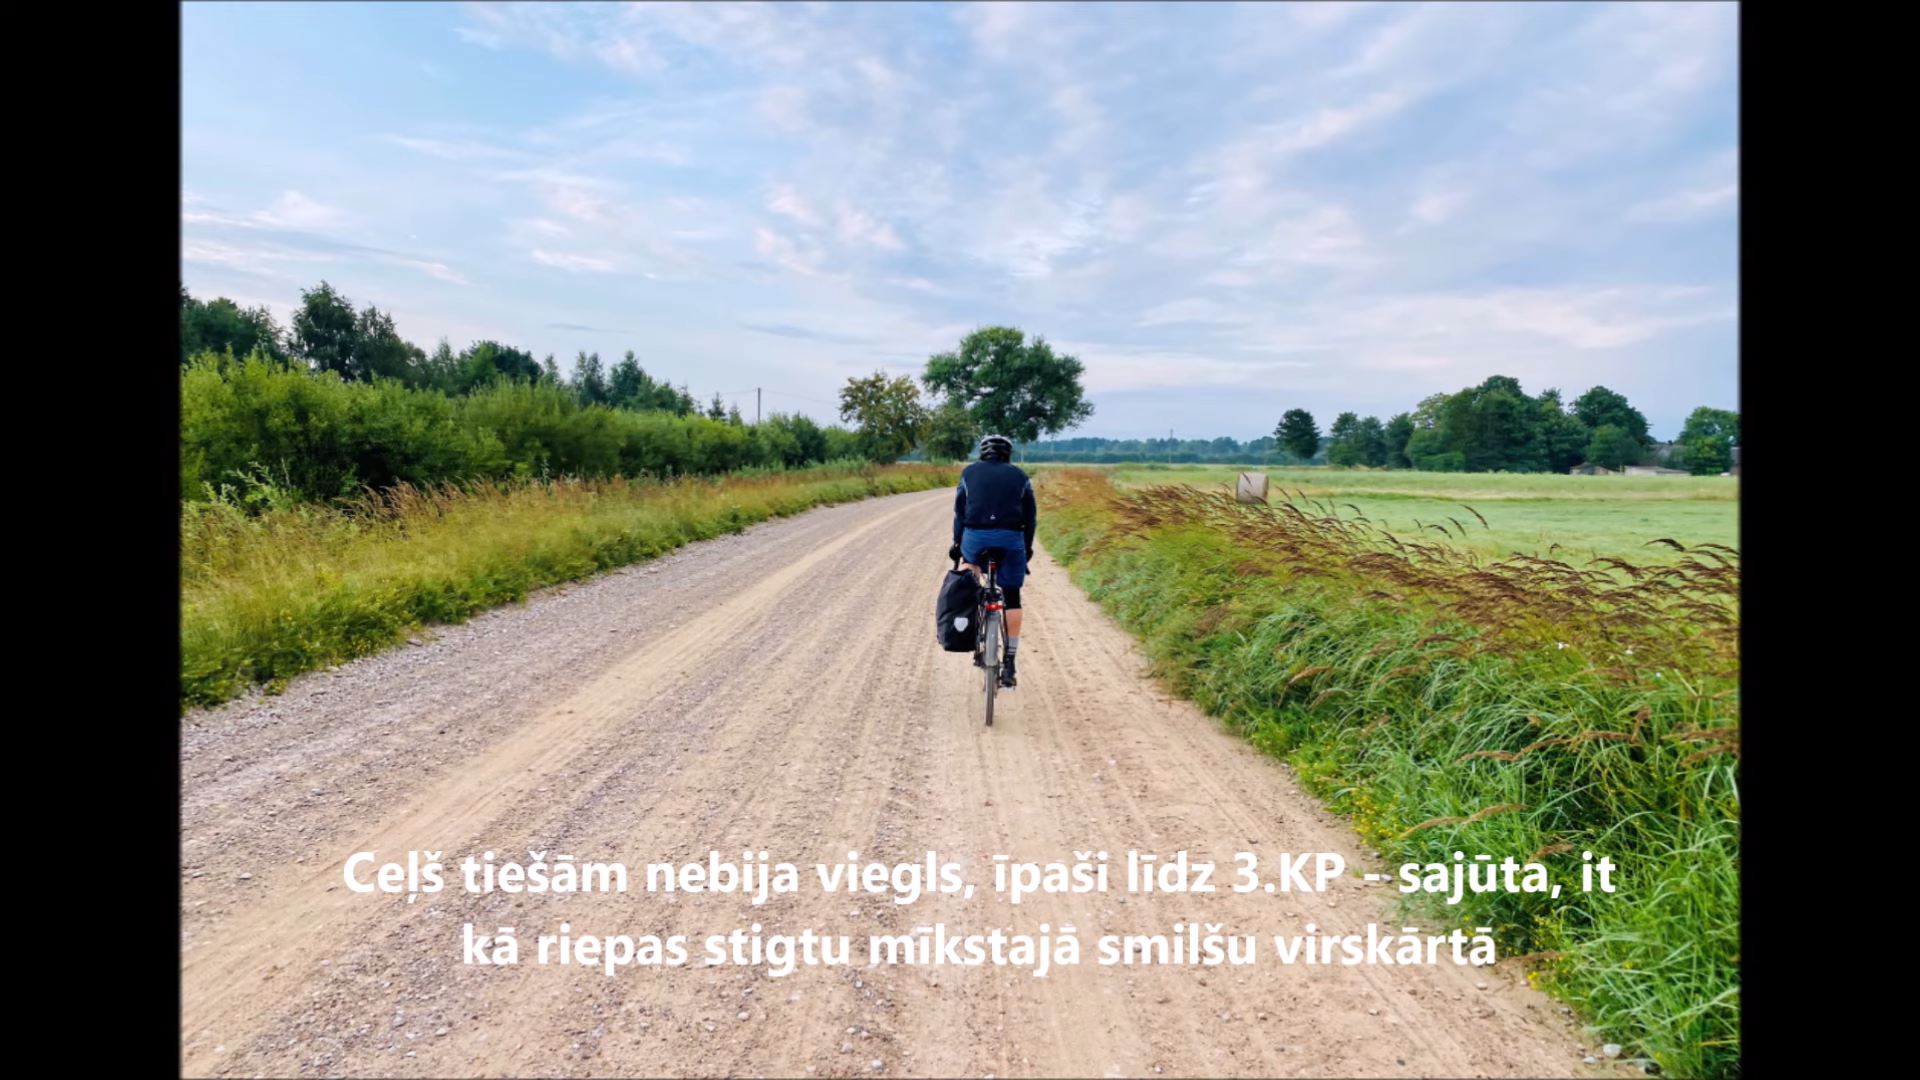 Ceļš tiešām nebija viegls, īpaši līdz 3.KP - sajūta, it
kā riepas stigtu mīkstajā smilšu virskārtā